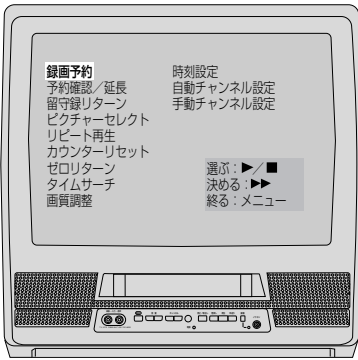 録画予約
予約確認／延長
留守録リターン
ピクチャーセレクト
リピート再生
カウンターリセット
ゼロリターン
タイムサーチ
画質調整
時刻設定
自動チャンネル設定
手動チャンネル設定
選ぶ：▶／■
決める：▶▶
終る：メニュー